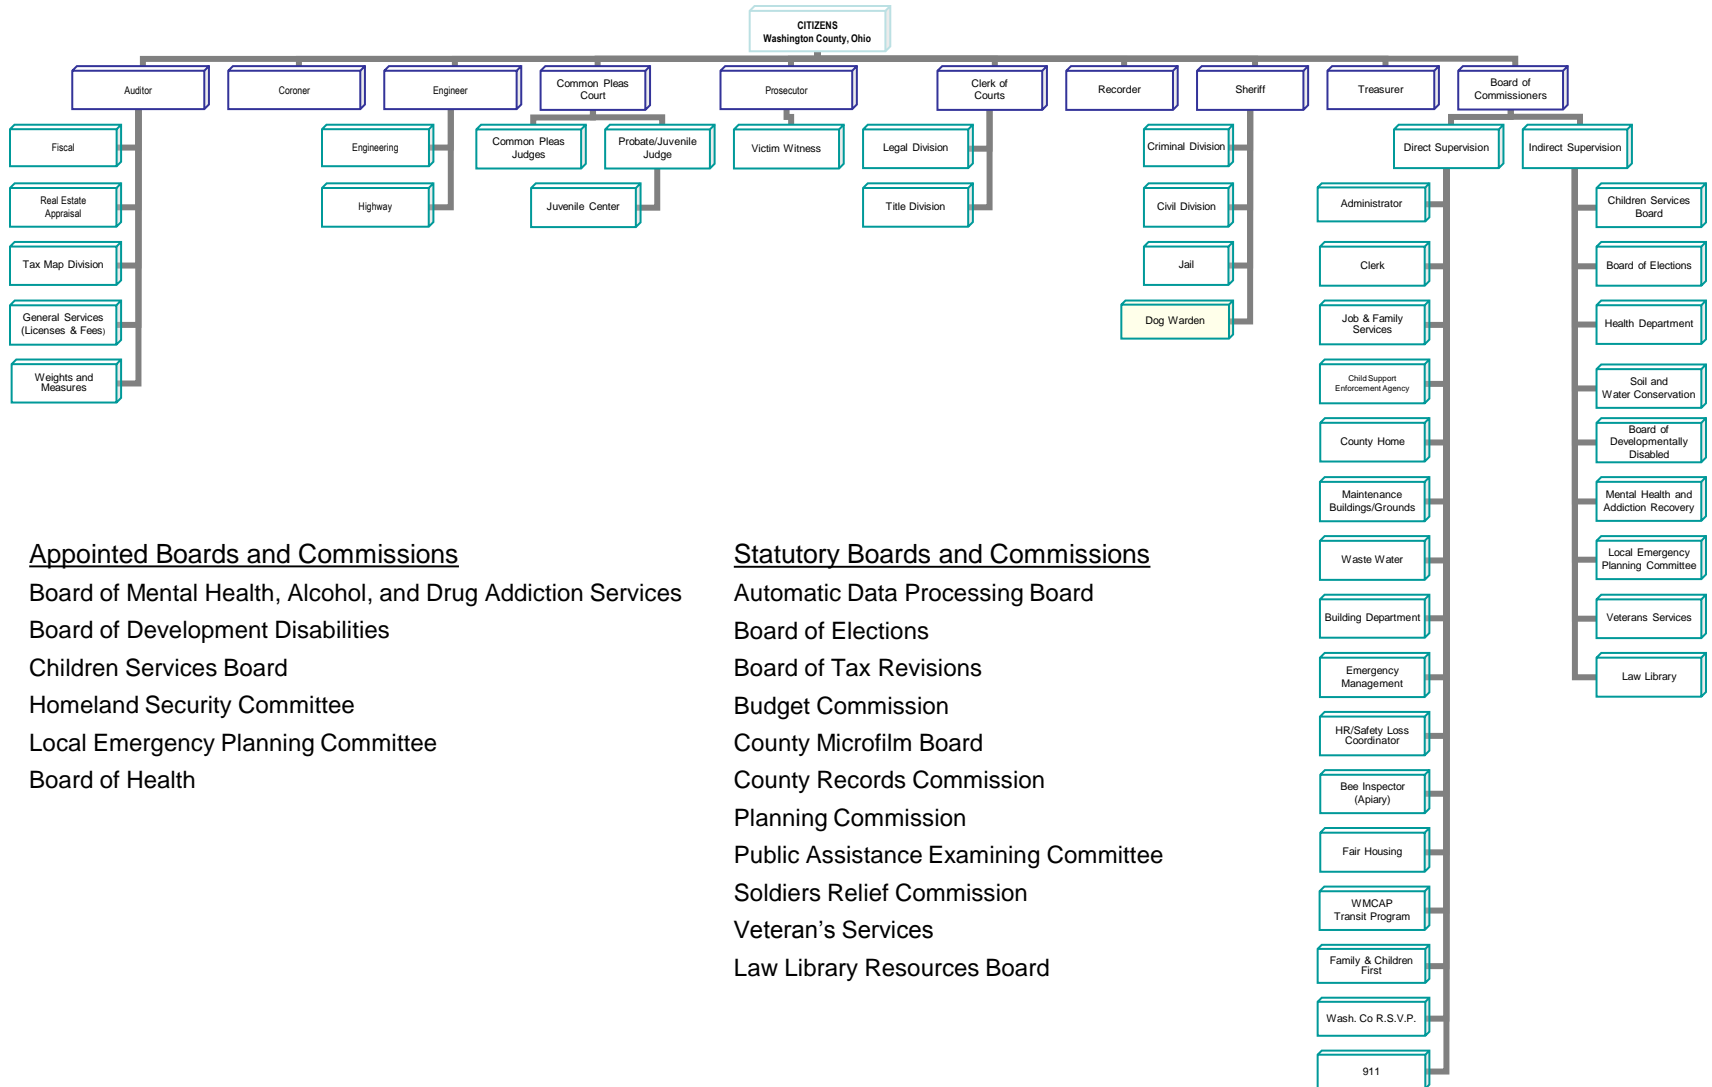 CITIZENS
Washington County, Ohio
Auditor
Coroner
Engineer
Common Pleas
Court
Prosecutor
Clerk of
Courts
Recorder
Sheriff
Treasurer
Board of
Commissioners
Fiscal
Real Estate
Appraisal
Tax Map Division
General Services
(Licenses & Fees)
Weights and
Measures
Engineering
Highway
Common Pleas
Judges
Probate/Juvenile
Judge
Juvenile Center
Victim Witness
Legal Division
Title Division
Criminal Division
Civil Division
Jail
Dog Warden
Direct Supervision
Administrator
Clerk
Job & Family
Services
Child Support
Enforcement Agency
County Home
Maintenance
Buildings/Grounds
Waste Water
Building Department
Emergency
Management
HR/Safety Loss
Coordinator
Bee Inspector
(Apiary)
Fair Housing
WMCAP
Transit Program
Family & Children
First
Wash. Co R.S.V.P.
911
Indirect Supervision
Children Services
Board
Board of Elections
Health Department
Soil and
Water Conservation
Board of
Developmentally
Disabled
Mental Health and
Addiction Recovery
Local Emergency
Planning Committee
Veterans Services
Law Library
Appointed Boards and Commissions
Board of Mental Health, Alcohol, and Drug Addiction Services
Board of Development Disabilities
Children Services Board
Homeland Security Committee
Local Emergency Planning Committee
Board of Health
Statutory Boards and Commissions
Automatic Data Processing Board
Board of Elections
Board of Tax Revisions
Budget Commission
County Microfilm Board
County Records Commission
Planning Commission
Public Assistance Examining Committee
Soldiers Relief Commission
Veteran’s Services
Law Library Resources Board